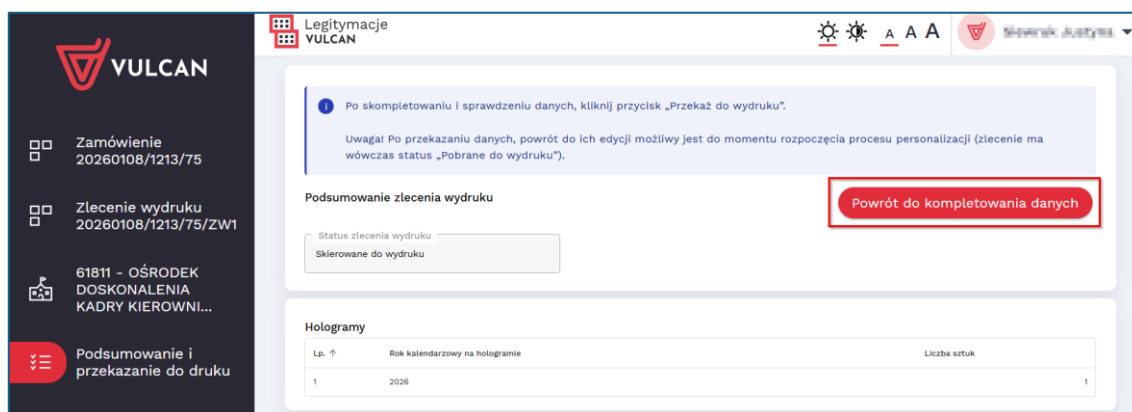 VULCAN
Zamówienie
20260108/1213/75
Zlecenie wydruku
20260108/1213/75/ZW1
61811 - OŚRODEK
DOSKONALENIA
KADRY KIEROWNI...
Podsumowanie i
przekazanie do druku
Legitymacje
VULCAN
A A A
Po skompletowaniu i sprawdzeniu danych, kliknij przycisk „Przekaż do wydruku”.
Uwaga! Po przekazaniu danych, powrót do ich edycji możliwy jest do momentu rozpoczęcia procesu personalizacji (zlecenie ma
wówczas status „Pobrane do wydruku”).
Podsumowanie zlecenia wydruku
Powrót do kompletowania danych
Status zlecenia wydruku
Skierowane do wydruku
Hologramy
Lp. ↑ Rok kalendarzowy na hologramie Liczba sztuk
1 2026 1